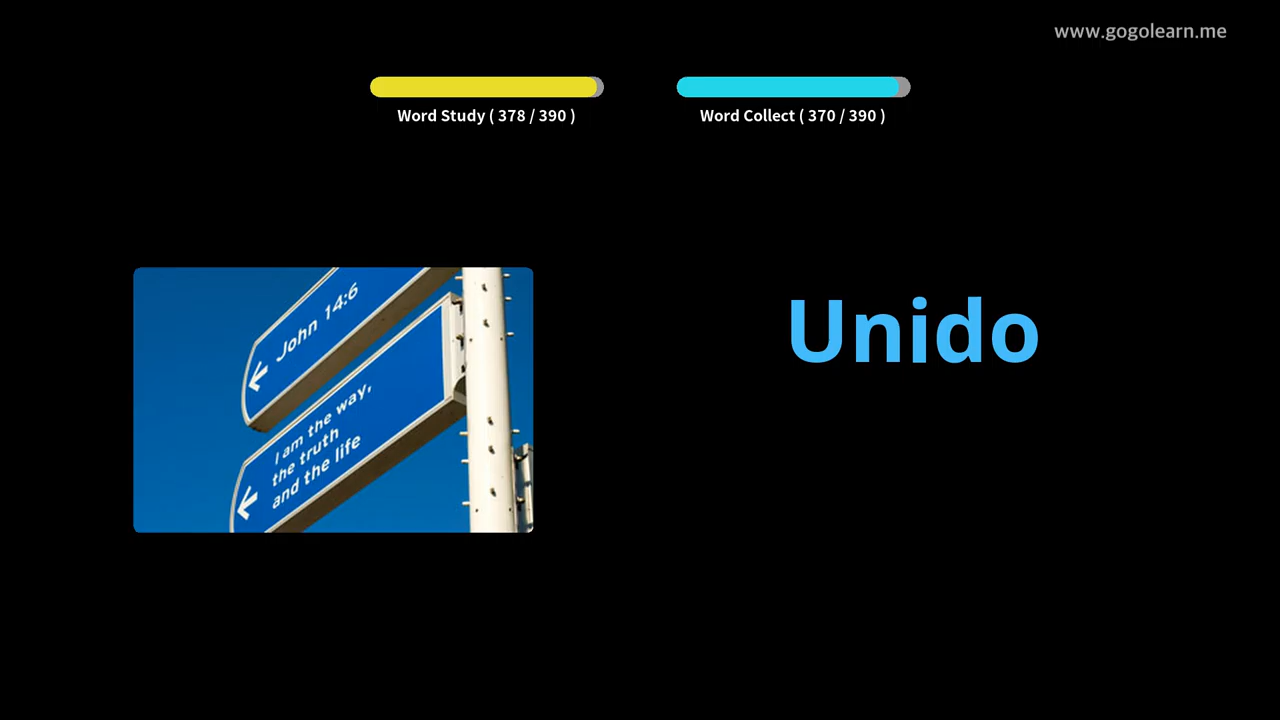 www.gogolearn.me
Word Study ( 378 / 390 )
Word Collect ( 370 / 390 )
John 14:6
I am the way,
the truth
and the life
Unido